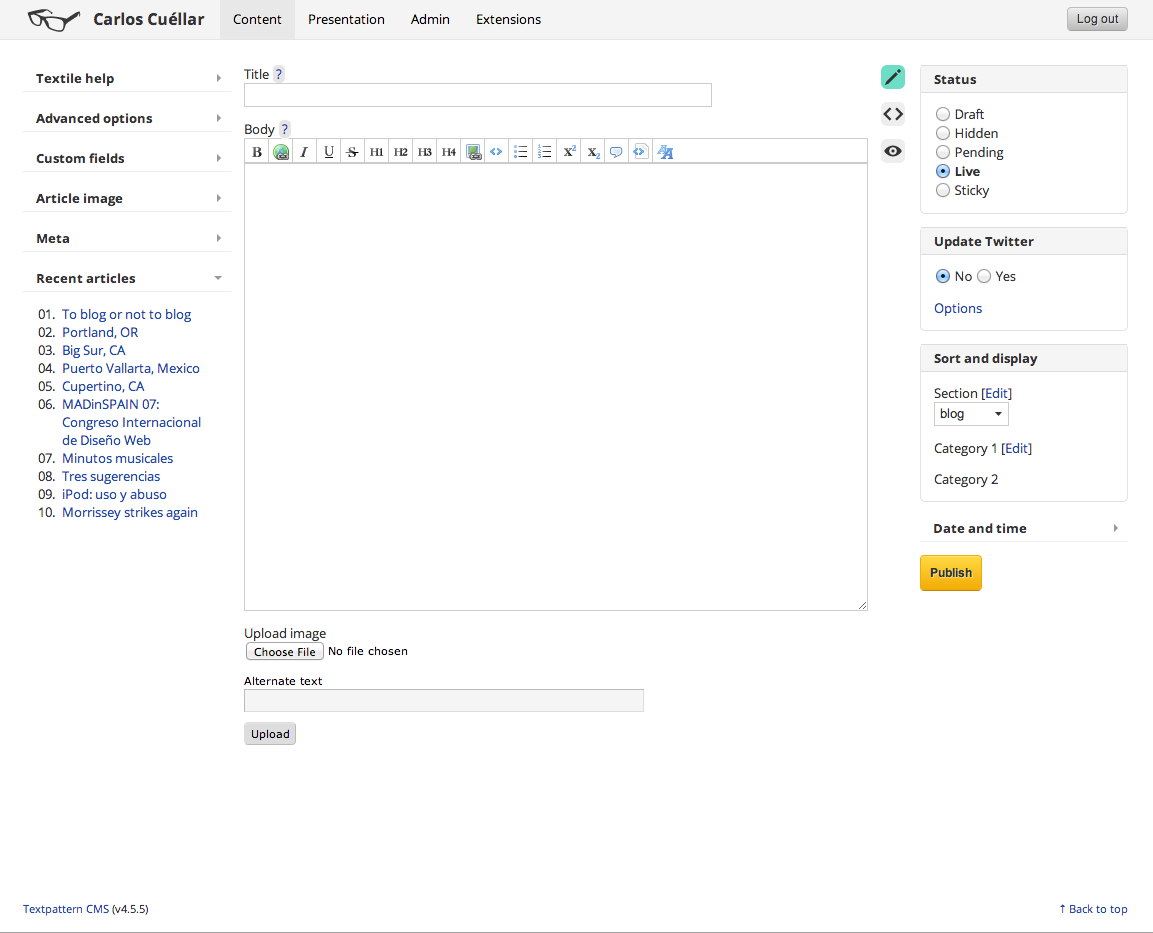 Carlos Cuéllar
Content
Presentation
Admin
Extensions
Log out
Textile help
Advanced options
Custom fields
Article image
Meta
Recent articles
01. To blog or not to blog
02. Portland, OR
03. Big Sur, CA
04. Puerto Vallarta, Mexico
05. Cupertino, CA
06. MADinSPAIN 07:
Congreso Internacional
de Diseño Web
07. Minutos musicales
08. Tres sugerencias
09. iPod: uso y abuso
10. Morrissey strikes again
Title ?
Body ?
B I U S H1 H2 H3 H4 X² X₂
Upload image
Choose File No file chosen
Alternate text
Upload
Status
Draft
Hidden
Pending
Live
Sticky
Update Twitter
No Yes
Options
Sort and display
Section [Edit]
blog
Category 1 [Edit]
Category 2
Date and time
Publish
Textpattern CMS (v4.5.5)
↑ Back to top